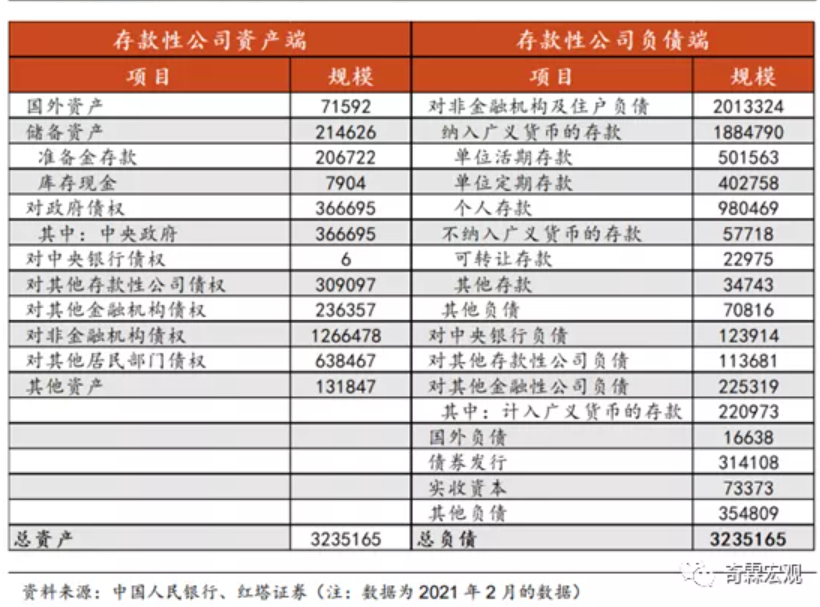 存款性公司资产端 存款性公司负债端
项目 规模 项目 规模
国外资产 71592 对非金融机构及住户负债 2013324
储备资产 214626 纳入广义货币的存款 1884790
准备金存款 206722 单位活期存款 501563
库存现金 7904 单位定期存款 402758
对政府债权 366695 个人存款 980469
其中：中央政府 366695 不纳入广义货币的存款 57718
对中央银行债权 6 可转让存款 22975
对其他存款性公司债权 309097 其他存款 34743
对其他金融机构债权 236357 其他负债 70816
对非金融机构债权 1266478 对中央银行负债 123914
对其他居民部门债权 638467 对其他存款性公司负债 113681
其他资产 131847 对其他金融性公司负债 225319
其中：计入广义货币的存款 220973
国外负债 16638
债券发行 314108
实收资本 73373
其他负债 354809
总资产 3235165 总负债 3235165
奇霖宏观
资料来源：中国人民银行、红塔证券（注：数据为 2021 年 2 月的数据）